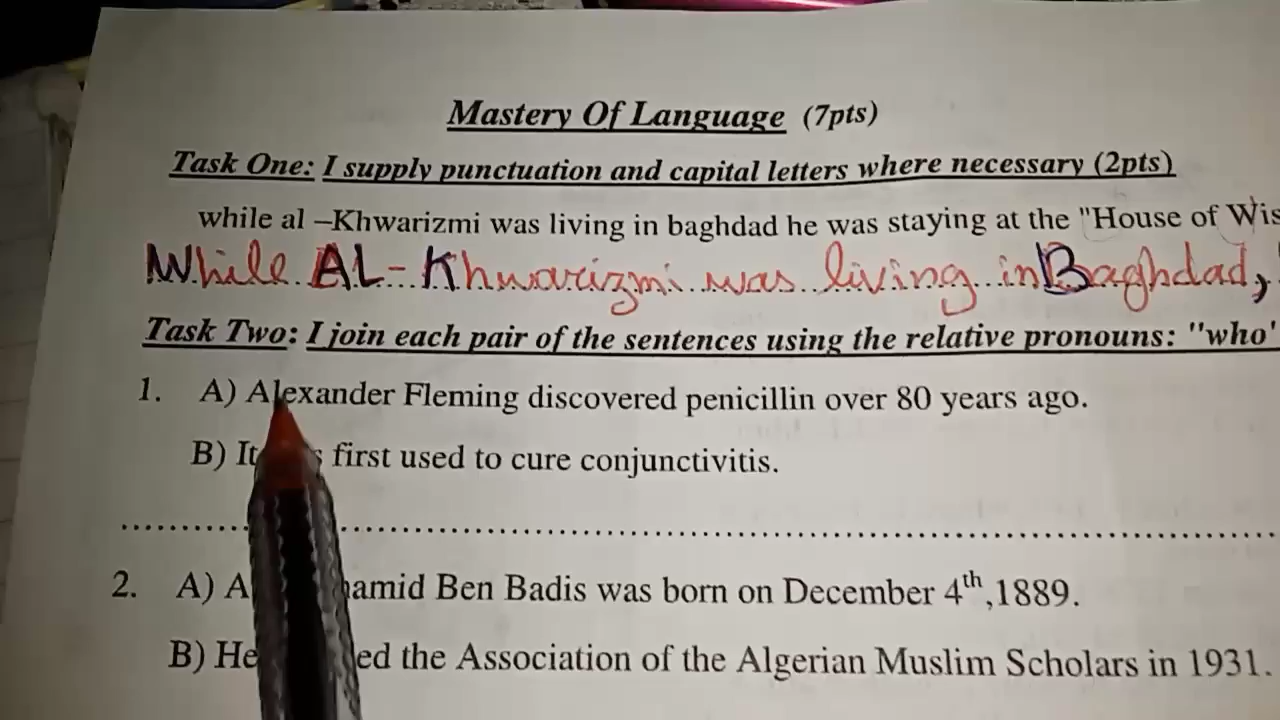 Mastery Of Language (7pts)
Task One: I supply punctuation and capital letters where necessary (2pts)
while al –Khwarizmi was living in baghdad he was staying at the "House of
While AL-Khwarizmi was living in Baghdad,
Task Two: I join each pair of the sentences using the relative pronouns: "who"
1. A) Alexander Fleming discovered penicillin over 80 years ago.
B) first used to cure conjunctivitis.
2. A) Ben Badis was born on December 4th,1889.
B) He the Association of the Algerian Muslim Scholars in 1931.